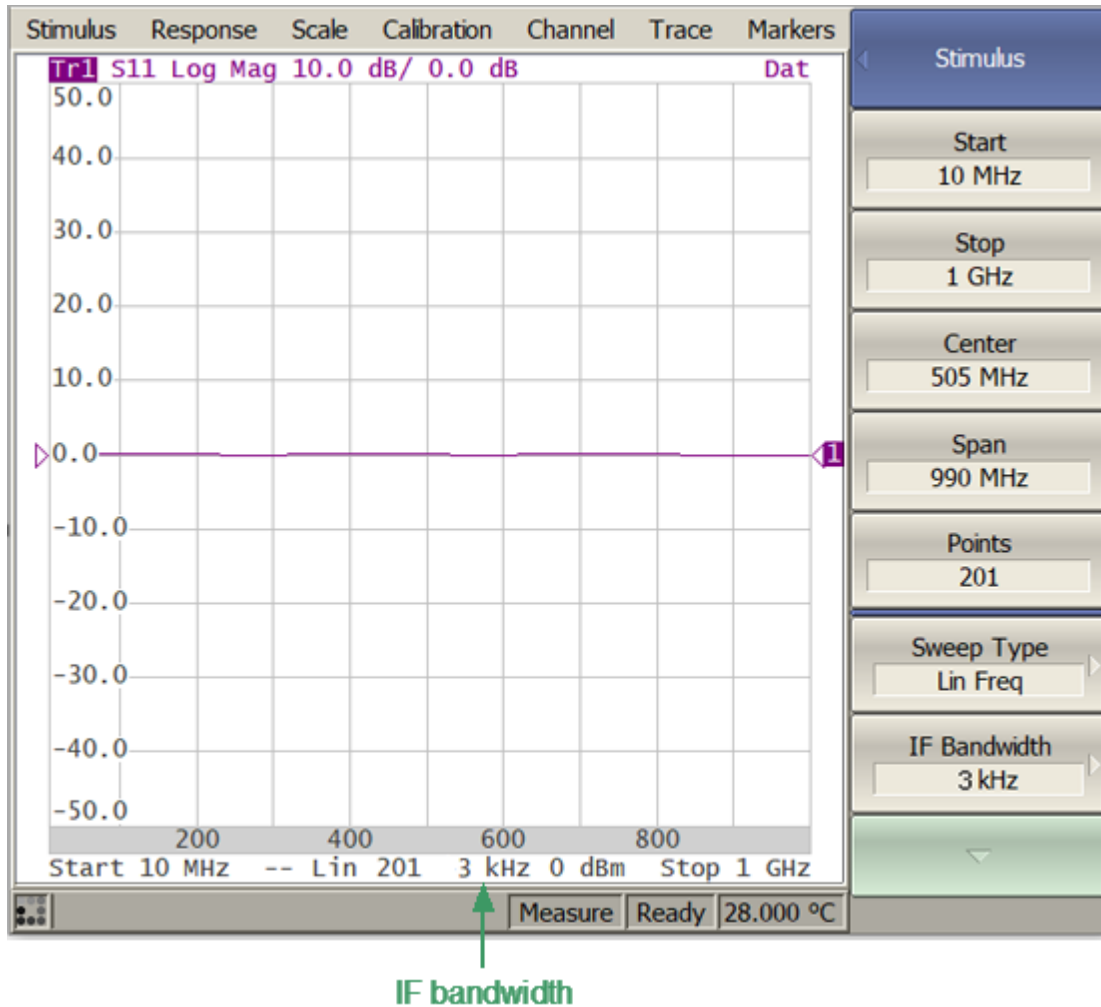 Stimulus Response Scale Calibration Channel Trace Markers
Tr1 S11 Log Mag 10.0 dB/ 0.0 dB Dat
50.0
40.0
30.0
20.0
10.0
0.0 1
-10.0
-20.0
-30.0
-40.0
-50.0
200 400 600 800
Start 10 MHz -- Lin 201 3 kHz 0 dBm Stop 1 GHz
Measure Ready 28.000 ºC
IF bandwidth
Stimulus
Start
10 MHz
Stop
1 GHz
Center
505 MHz
Span
990 MHz
Points
201
Sweep Type
Lin Freq
IF Bandwidth
3 kHz